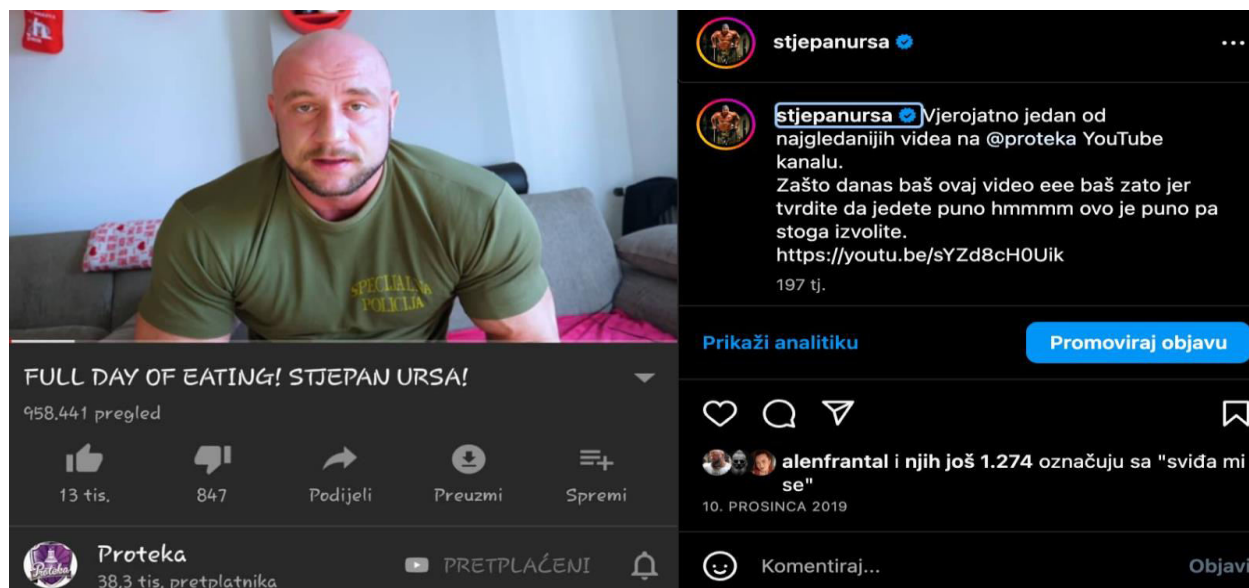 SPECIJALNA
POLICIJA
FULL DAY OF EATING! STJEPAN URSA!
958.441 pregled
13 tis.
847
Podijeli
Preuzmi
Spremi
Proteka
38.3 tis. pretplatnika
PRETPLAĆENI
stjepanursa
stjepanursa Vjerojatno jedan od
najgledanijih videa na @proteka YouTube
kanalu.
Zašto danas baš ovaj video eee baš zato jer
tvrdite da jedete puno hmmmm ovo je puno pa
stoga izvolite.
https://youtu.be/sYZd8cH0Uik
197 tj.
Prikaži analitiku
Promoviraj objavu
alenfrantal i njih još 1.274 označuju sa "sviđa mi
se"
10. PROSINCA 2019
Komentiraj...
Objavi